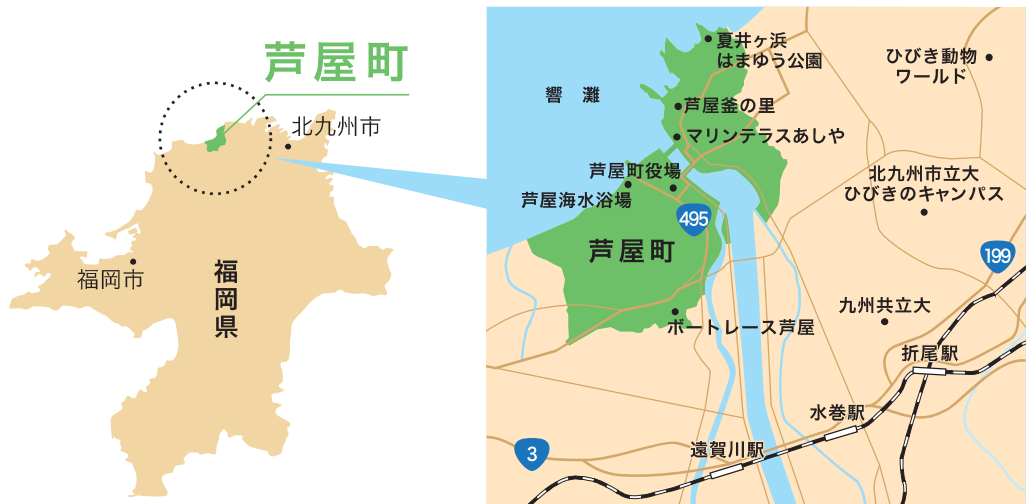 芦屋町
北九州市
福岡市
福岡県
夏井ヶ浜
はまゆう公園
ひびき動物
ワールド
響灘
芦屋釜の里
マリンテラスあしや
芦屋町役場
芦屋海水浴場
北九州市立大
ひびきのキャンパス
495
芦屋町
199
九州共立大
ボートレース芦屋
折尾駅
水巻駅
遠賀川駅
3